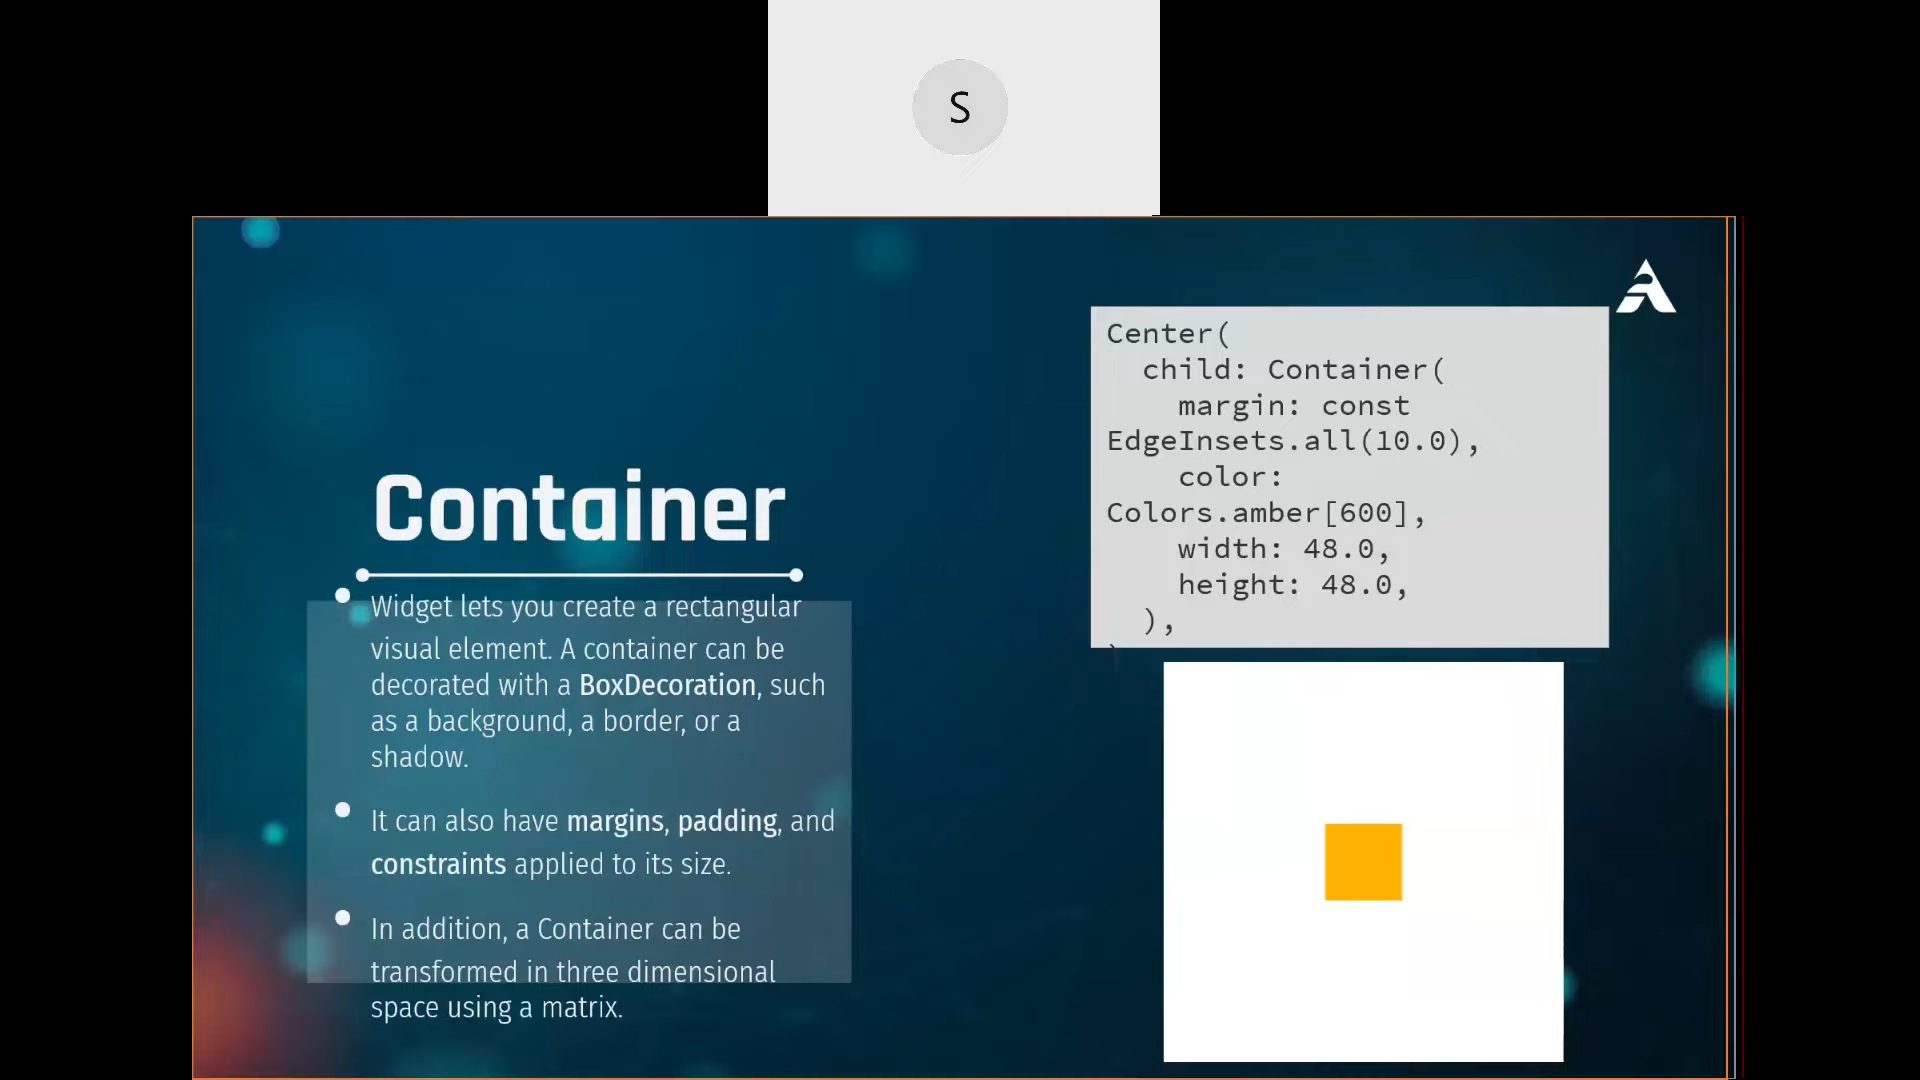 S
Container
Widget lets you create a rectangular
visual element. A container can be
decorated with a BoxDecoration, such
as a background, a border, or a
shadow.
It can also have margins, padding, and
constraints applied to its size.
In addition, a Container can be
transformed in three dimensional
space using a matrix.
Center(
  child: Container(
    margin: const
EdgeInsets.all(10.0),
    color:
Colors.amber[600],
    width: 48.0,
    height: 48.0,
  ),